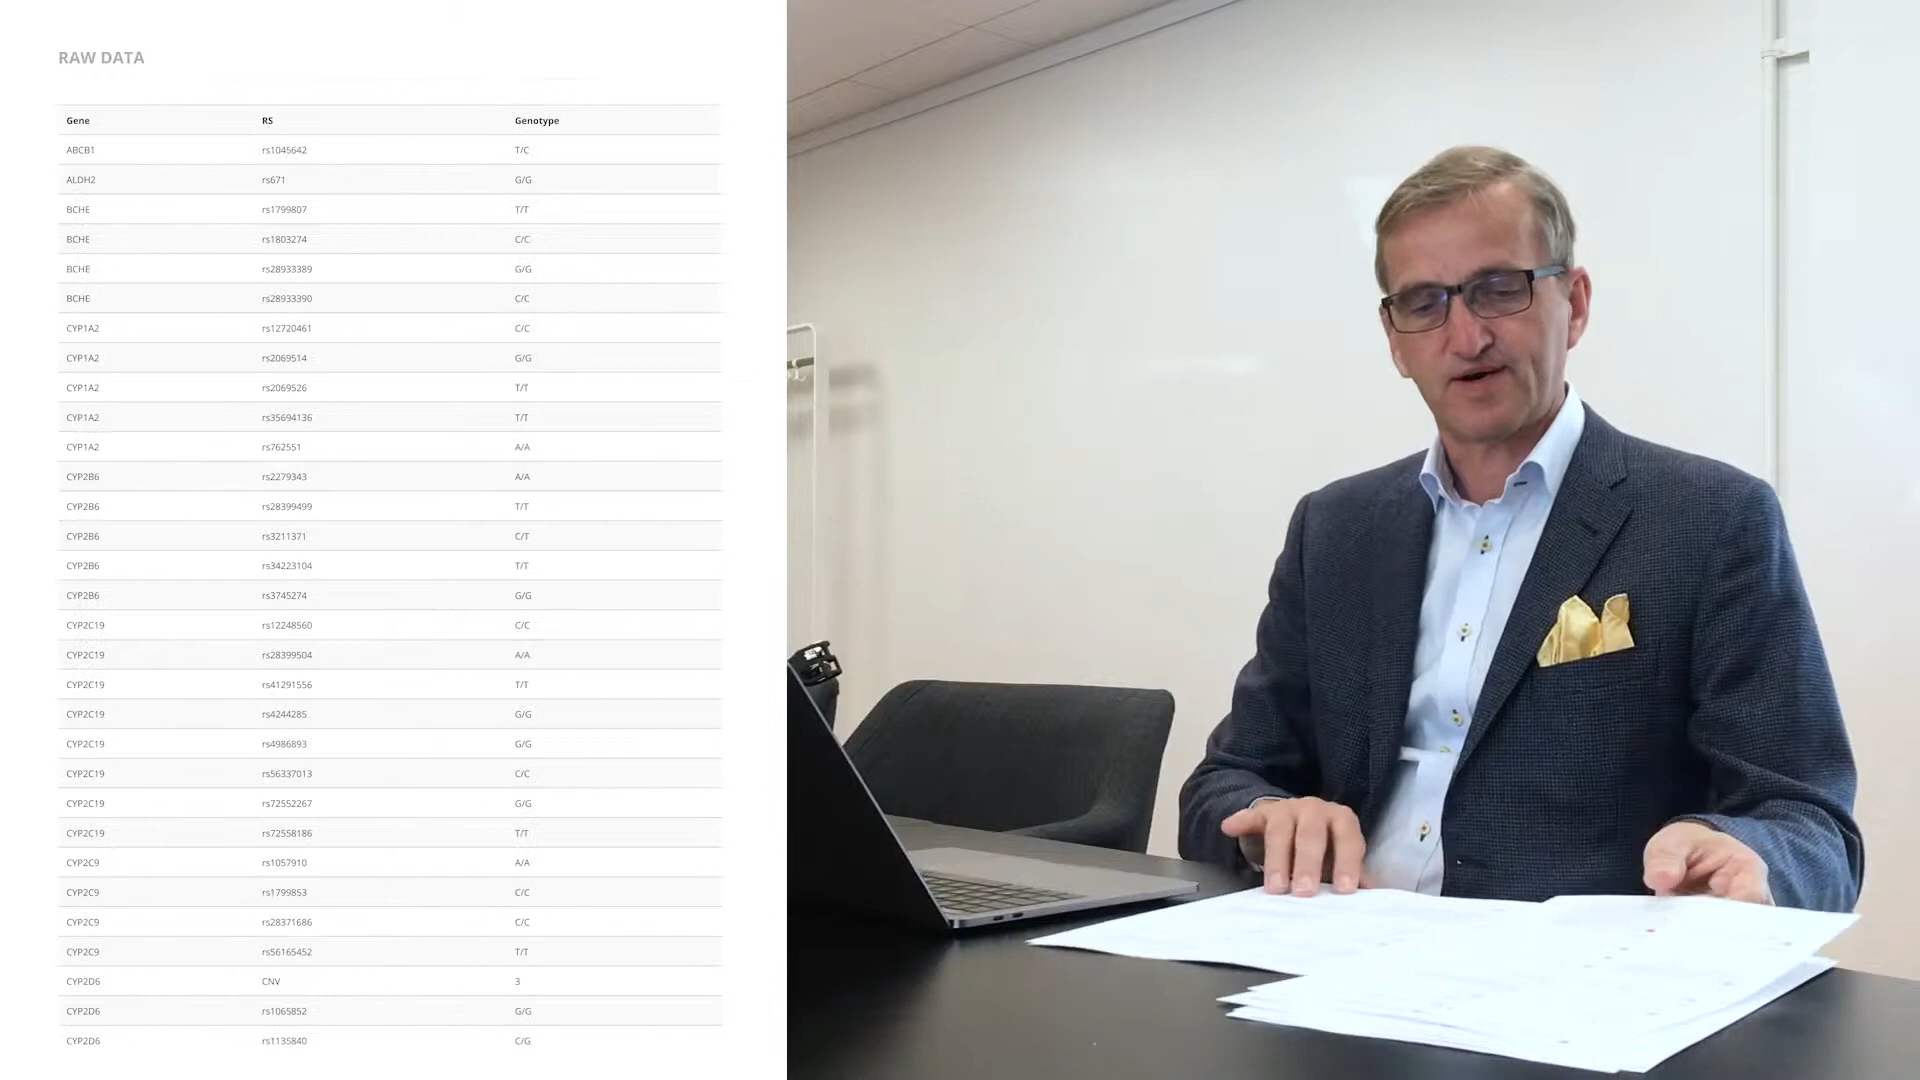 RAW DATA
Gene RS Genotype
ABCB1 rs1045642 T/C
ALDH2 rs671 G/G
BCHE rs1799807 T/T
BCHE rs1803274 C/C
BCHE rs28933389 G/G
BCHE rs28933390 C/C
CYP1A2 rs12720461 C/C
CYP1A2 rs2069514 G/G
CYP1A2 rs2069526 T/T
CYP1A2 rs35694136 T/T
CYP1A2 rs762551 A/A
CYP2B6 rs2279343 A/A
CYP2B6 rs28399499 T/T
CYP2B6 rs3211371 C/T
CYP2B6 rs34223104 T/T
CYP2B6 rs3745274 G/G
CYP2C19 rs12248560 C/C
CYP2C19 rs28399504 A/A
CYP2C19 rs41291556 T/T
CYP2C19 rs4244285 G/G
CYP2C19 rs4986893 G/G
CYP2C19 rs56337013 C/C
CYP2C19 rs72552267 G/G
CYP2C19 rs72558186 T/T
CYP2C9 rs1057910 A/A
CYP2C9 rs1799853 C/C
CYP2C9 rs28371686 C/C
CYP2C9 rs56165452 T/T
CYP2D6 CNV 3
CYP2D6 rs1065852 G/G
CYP2D6 rs1135840 C/G